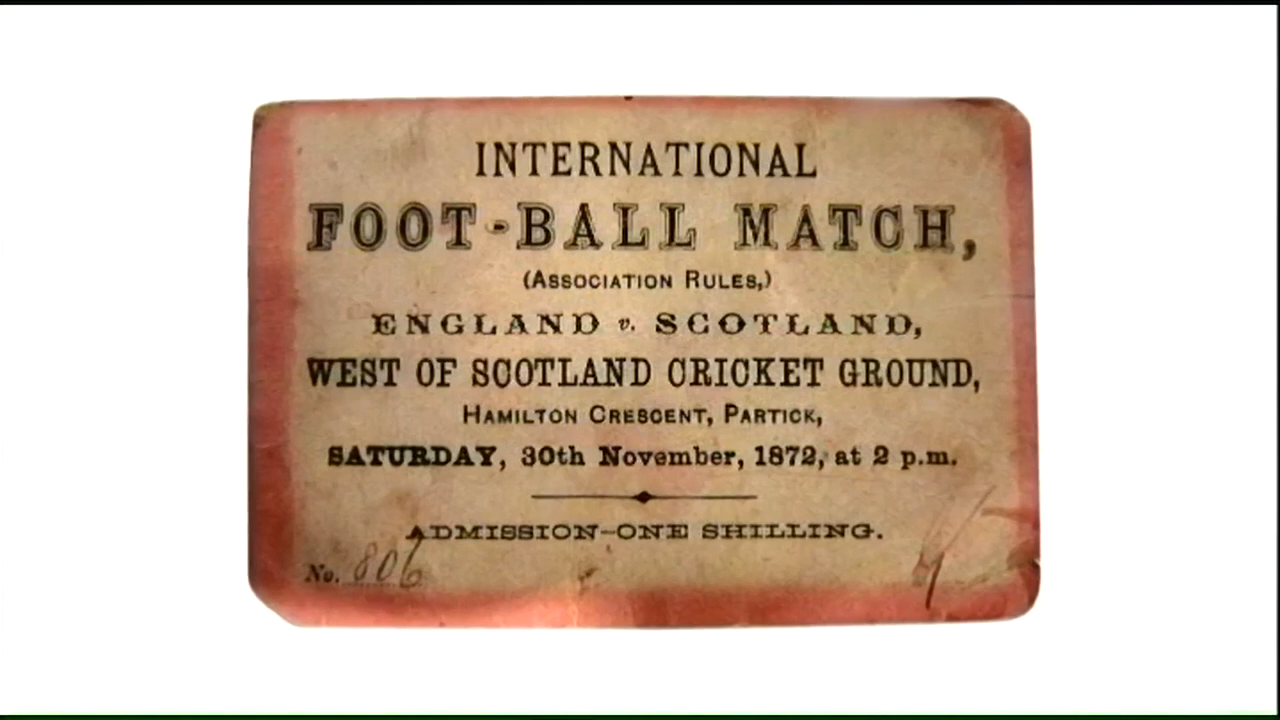 INTERNATIONAL
FOOT-BALL MATCH,
(ASSOCIATION RULES,)
ENGLAND v. SCOTLAND,
WEST OF SCOTLAND CRICKET GROUND,
HAMILTON CRESCENT, PARTICK,
SATURDAY, 30th November, 1872, at 2 p.m.
ADMISSION-ONE SHILLING.
No. 806